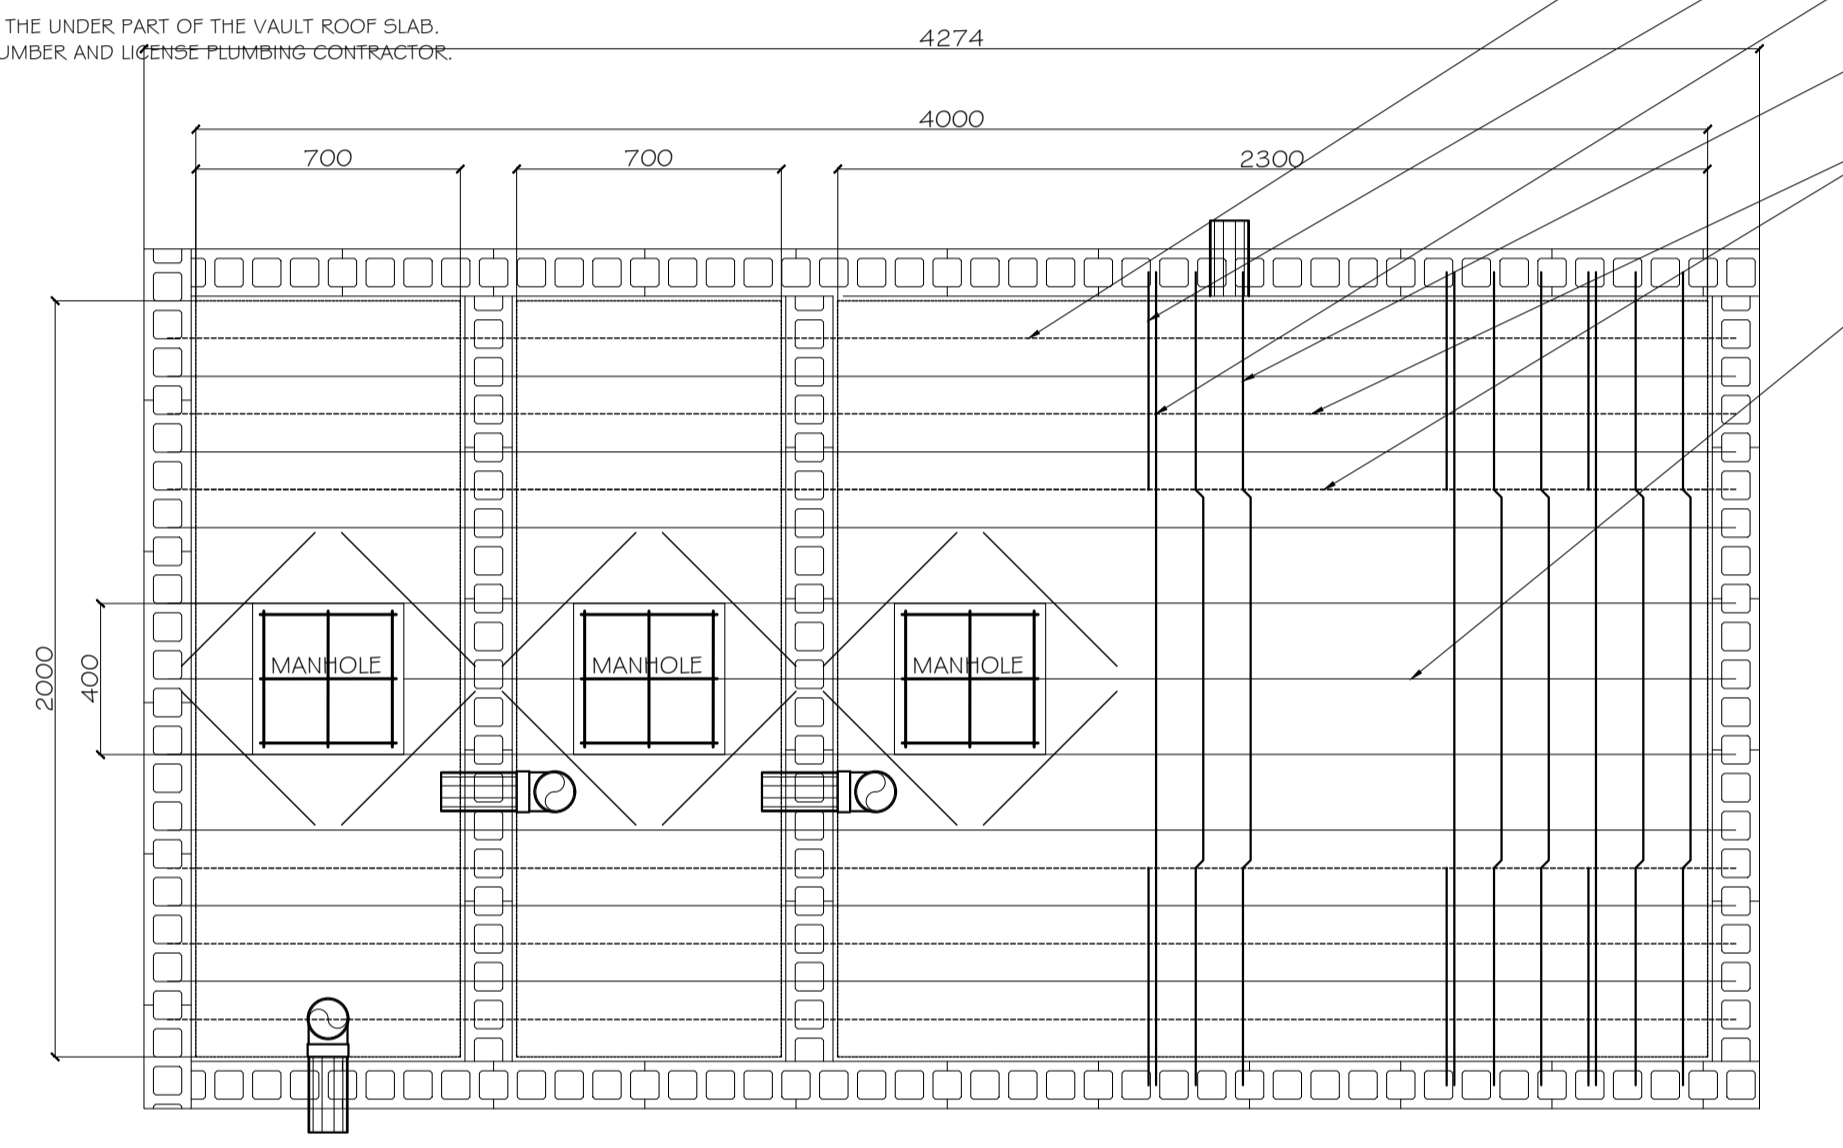 THE UNDER PART OF THE VAULT ROOF SLAB.
UMBER AND LICENSE PLUMBING CONTRACTOR.
4274
4000
700
700
2300
2000
400
MANHOLE
MANHOLE
MANHOLE